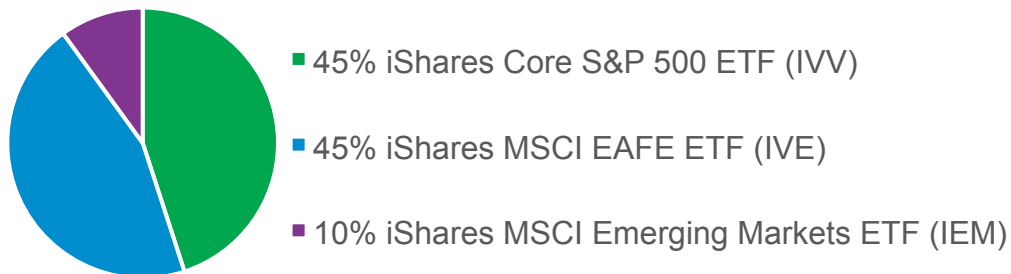 45% iShares Core S&P 500 ETF (IVV)
45% iShares MSCI EAFE ETF (IVE)
10% iShares MSCI Emerging Markets ETF (IEM)